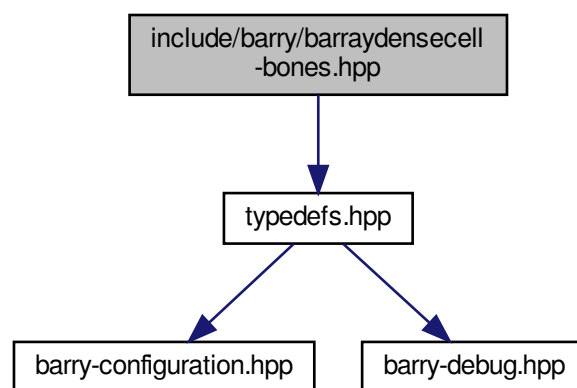 include/barry/barraydensecell
-bones.hpp
typedefs.hpp
barry-configuration.hpp
barry-debug.hpp